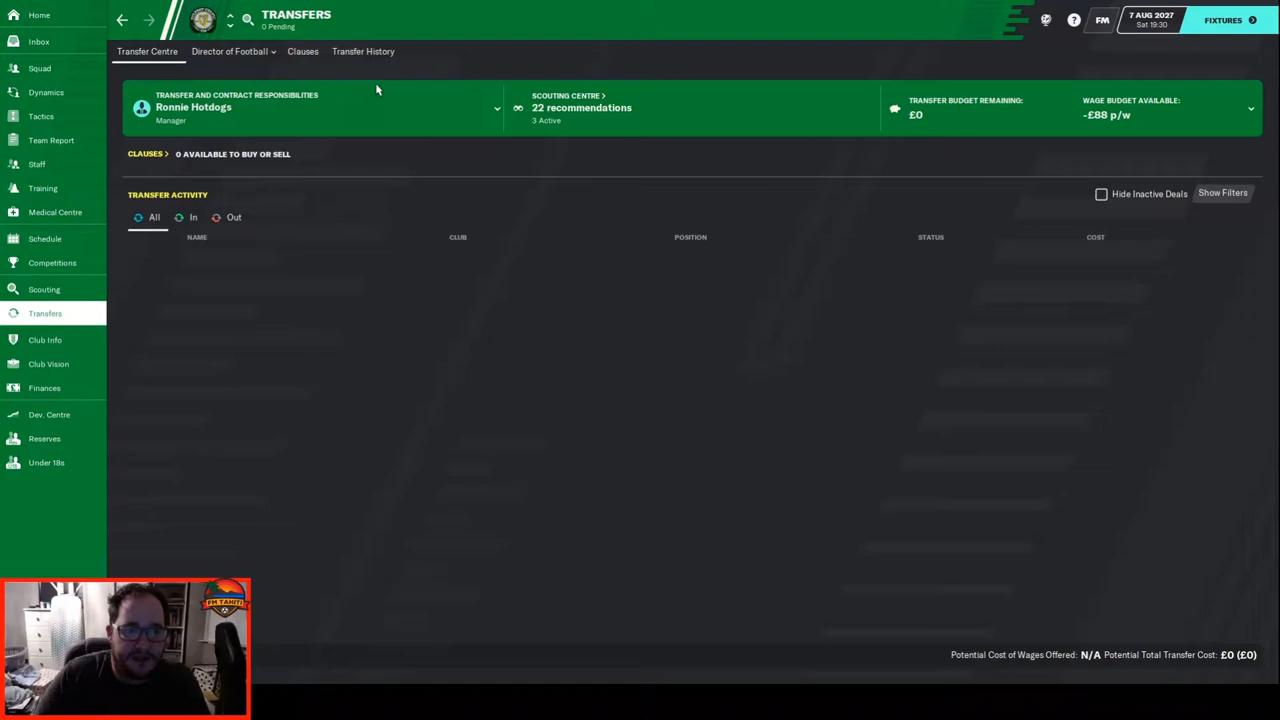 Home
Inbox
Squad
Dynamics
Tactics
Team Report
Staff
Training
Medical Centre
Schedule
Competitions
Scouting
Transfers
Club Info
Club Vision
Finances
Dev. Centre
Reserves
Under 18s
TRANSFERS
0 Pending
FM
7 AUG 2027
Sat 19:30
FIXTURES
Transfer Centre Director of Football Clauses Transfer History
TRANSFER AND CONTRACT RESPONSIBILITIES
Ronnie Hotdogs
Manager
SCOUTING CENTRE >
22 recommendations
3 Active
TRANSFER BUDGET REMAINING:
£0
WAGE BUDGET AVAILABLE:
-£88 p/w
CLAUSES > 0 AVAILABLE TO BUY OR SELL
TRANSFER ACTIVITY
Hide Inactive Deals Show Filters
All In Out
NAME CLUB POSITION STATUS COST
Potential Cost of Wages Offered: N/A Potential Total Transfer Cost: £0 (£0)
FM TAHITI